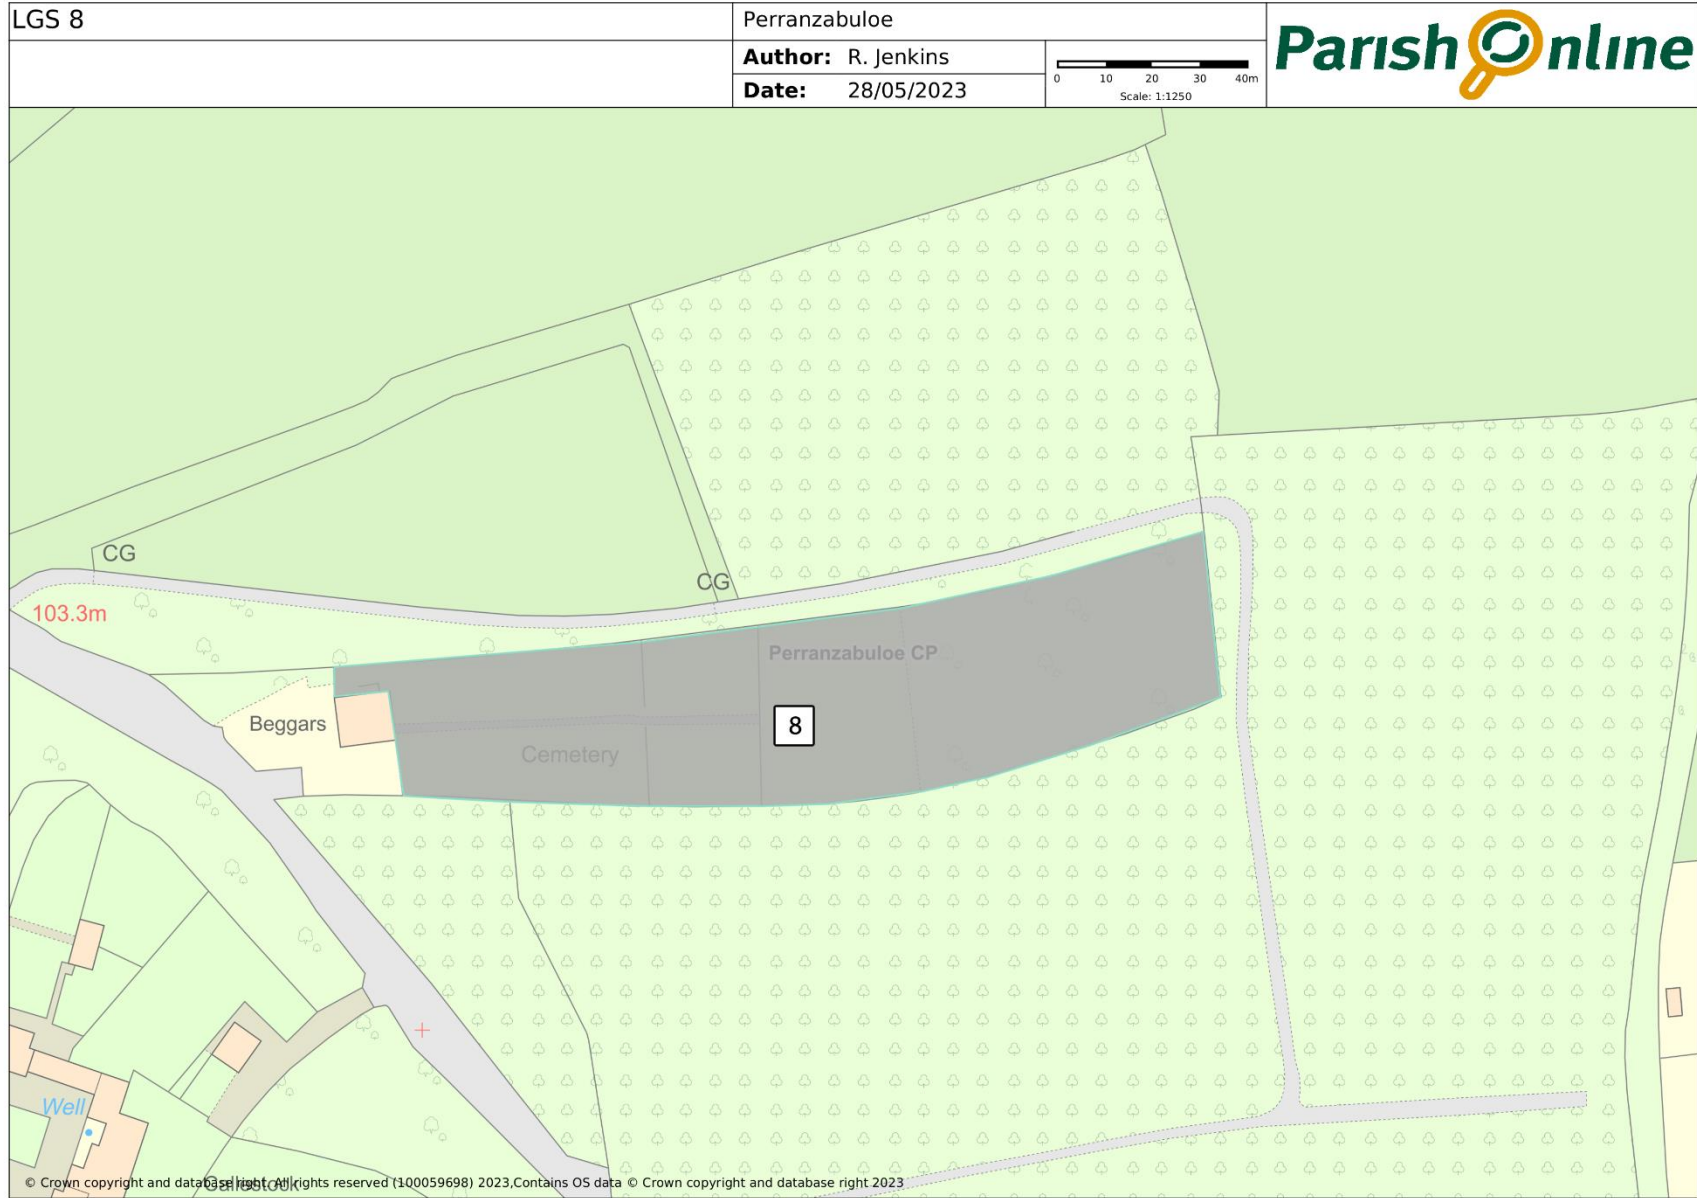 LGS 8
Perranzabuloe
Author: R. Jenkins
Date: 28/05/2023
0 10 20 30 40m
Scale: 1:1250
Parish Online
CG
CG
103.3m
Perranzabuloe CP
Beggars
8
Cemetery
Well
Callestock
© Crown copyright and database right. All rights reserved (100059698) 2023,Contains OS data © Crown copyright and database right 2023